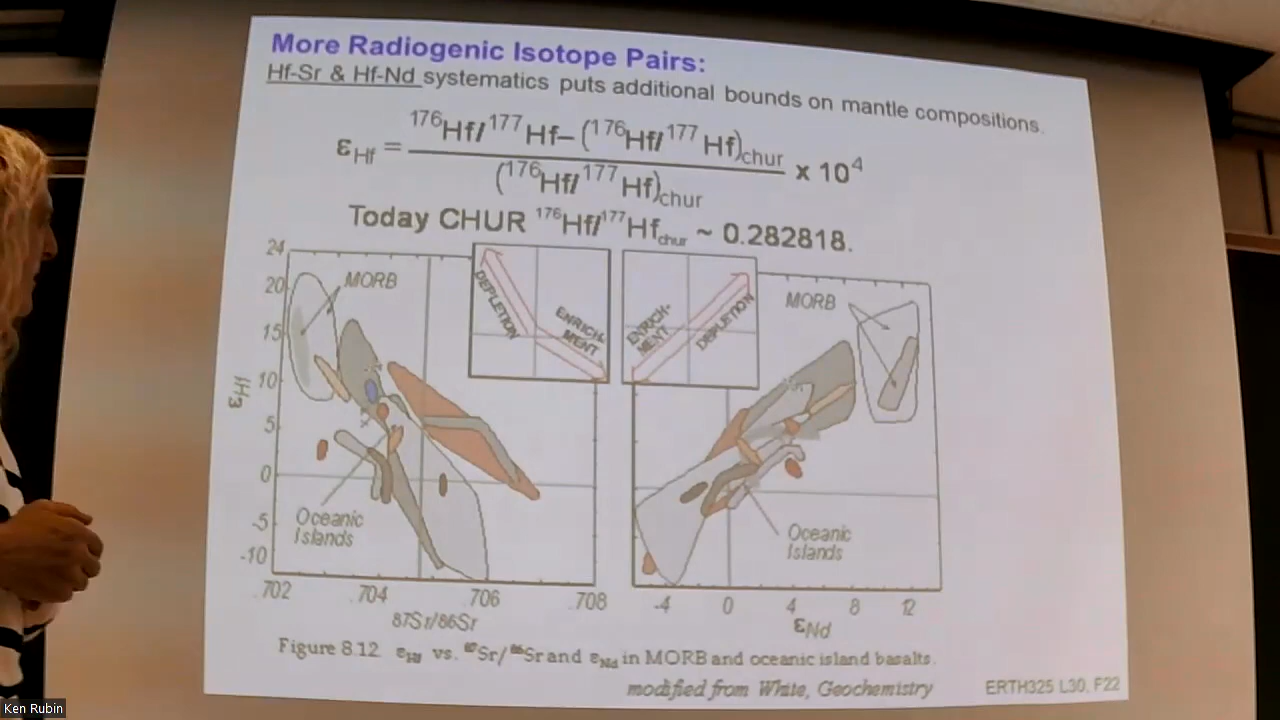 More Radiogenic Isotope Pairs:
Hf-Sr & Hf-Nd systematics puts additional bounds on mantle compositions.
εHf = 176Hf/177Hf – (176Hf/177Hf)chur / (176Hf/177Hf)chur x 10^4
Today CHUR 176Hf/177Hfchur ~ 0.282818.
24
20
15
10
5
0
-5
-10
εHf
MORB
DEPLETION
ENRICH-
MENT
Oceanic
Islands
.702 .704 .706 .708
87Sr/86Sr
ENRICH-
MENT
DEPLETION
MORB
Oceanic
Islands
-4 0 4 8 12
εNd
Figure 8.12 εHf vs. 87Sr/86Sr and εNd in MORB and oceanic island basalts.
modified from White, Geochemistry
ERTH325 L30, F22
Ken Rubin